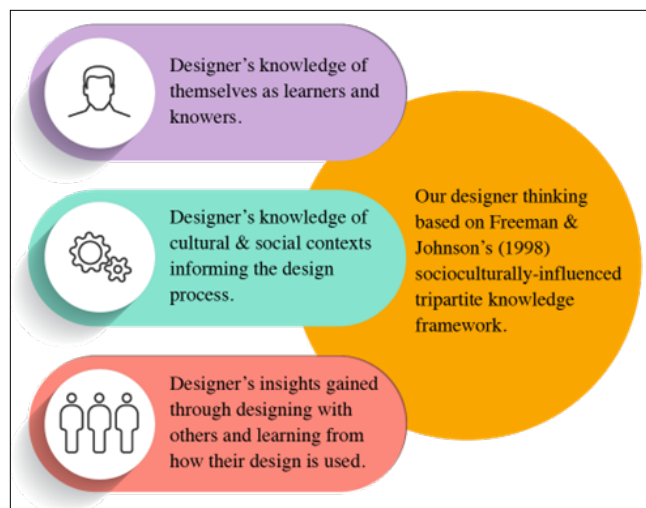 Designer’s knowledge of
themselves as learners and
knowers.
Designer’s knowledge of
cultural & social contexts
informing the design
process.
Designer’s insights gained
through designing with
others and learning from
how their design is used.
Our designer thinking
based on Freeman &
Johnson’s (1998)
socioculturally-influenced
tripartite knowledge
framework.